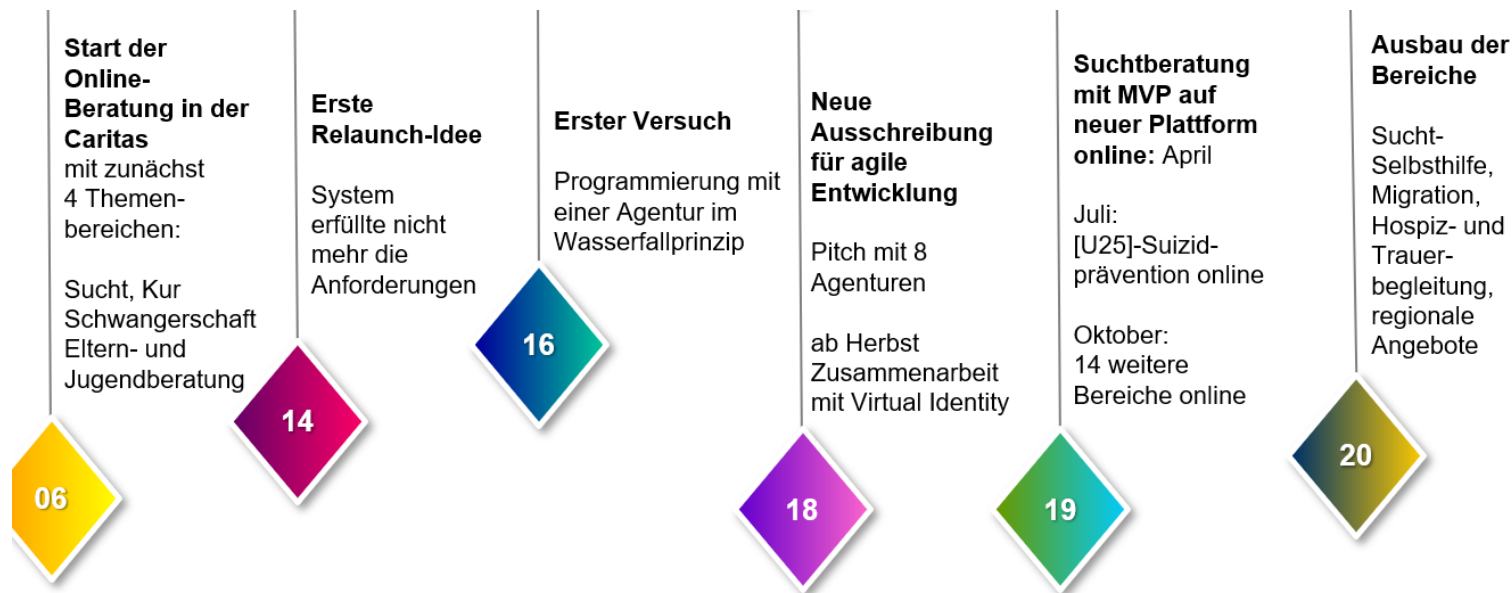 Start der
Online-
Beratung in der
Caritas
mit zunächst
4 Themen-
bereichen:
Sucht, Kur
Schwangerschaft
Eltern- und
Jugendberatung
06
Erste
Relaunch-Idee
System
erfüllte nicht
mehr die
Anforderungen
14
Erster Versuch
Programmierung mit
einer Agentur im
Wasserfallprinzip
16
Neue
Ausschreibung
für agile
Entwicklung
Pitch mit 8
Agenturen
ab Herbst
Zusammenarbeit
mit Virtual Identity
18
Suchtberatung
mit MVP auf
neuer Plattform
online: April
Juli:
[U25]-Suizid-
prävention online
Oktober:
14 weitere
Bereiche online
19
Ausbau der
Bereiche
Sucht-
Selbsthilfe,
Migration,
Hospiz- und
Trauer-
begleitung,
regionale
Angebote
20